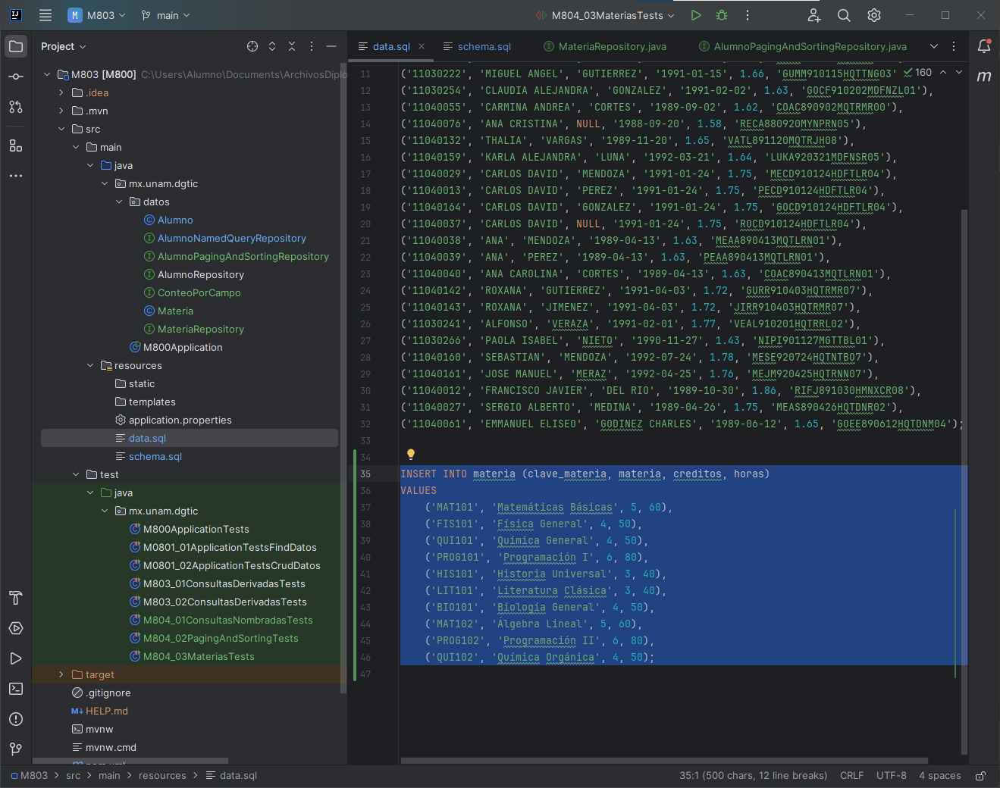 M M803 main M804_03MateriasTests
Project
data.sql schema.sql MateriaRepository.java AlumnoPagingAndSortingRepository.java
M803 [M800] C:\Users\Alumno\Documents\ArchivosDiplo
.idea
.mvn
src
main
java
mx.unam.dgtic
datos
Alumno
AlumnoNamedQueryRepository
AlumnoPagingAndSortingRepository
AlumnoRepository
ConteoPorCampo
Materia
MateriaRepository
M800Application
resources
static
templates
application.properties
data.sql
schema.sql
test
java
mx.unam.dgtic
M800ApplicationTests
M0801_01ApplicationTestsFindDatos
M0801_02ApplicationTestsCrudDatos
M803_01ConsultasDerivadasTests
M803_02ConsultasDerivadasTests
M804_01ConsultasNombradasTests
M804_02PagingAndSortingTests
M804_03MateriasTests
target
.gitignore
HELP.md
mvnw
mvnw.cmd
160
11 ('11030222', 'MIGUEL ANGEL', 'GUTIERREZ', '1991-01-15', 1.66, 'GUMM910115HQTTNG03'
12 ('11030254', 'CLAUDIA ALEJANDRA', 'GONZALEZ', '1991-02-02', 1.63, 'GOCF910202MDFNZL01'),
13 ('11040055', 'CARMINA ANDREA', 'CORTES', '1989-09-02', 1.62, 'COAC890902MQTRMR00'),
14 ('11040076', 'ANA CRISTINA', NULL, '1988-09-20', 1.58, 'RECA880920MYNPRN05'),
15 ('11040132', 'THALIA', 'VARGAS', '1989-11-20', 1.65, 'VATL891120MQTRJH08'),
16 ('11040159', 'KARLA ALEJANDRA', 'LUNA', '1992-03-21', 1.64, 'LUKA920321MDFNSR05'),
17 ('11040029', 'CARLOS DAVID', 'MENDOZA', '1991-01-24', 1.75, 'MECD910124HDFTLR04'),
18 ('11040013', 'CARLOS DAVID', 'PEREZ', '1991-01-24', 1.75, 'PECD910124HDFTLR04'),
19 ('11040164', 'CARLOS DAVID', 'GONZALEZ', '1991-01-24', 1.75, 'GOCD910124HDFTLR04'),
20 ('11040037', 'CARLOS DAVID', NULL, '1991-01-24', 1.75, 'ROCD910124HDFTLR04'),
21 ('11040038', 'ANA', 'MENDOZA', '1989-04-13', 1.63, 'MEAA890413MQTLRN01'),
22 ('11040039', 'ANA', 'PEREZ', '1989-04-13', 1.63, 'PEAA890413MQTLRN01'),
23 ('11040040', 'ANA CAROLINA', 'CORTES', '1989-04-13', 1.63, 'COAC890413MQTLRN01'),
24 ('11040142', 'ROXANA', 'GUTIERREZ', '1991-04-03', 1.72, 'GURR910403HQTRMR07'),
25 ('11040143', 'ROXANA', 'JIMENEZ', '1991-04-03', 1.72, 'JIRR910403HQTRMR07'),
26 ('11030241', 'ALFONSO', 'VERAZA', '1991-02-01', 1.77, 'VEAL910201HQTRRL02'),
27 ('11030266', 'PAOLA ISABEL', 'NIETO', '1990-11-27', 1.43, 'NIPI901127MGTTBL01'),
28 ('11040160', 'SEBASTIAN', 'MENDOZA', '1992-07-24', 1.78, 'MESE920724HQTNTB07'),
29 ('11040161', 'JOSE MANUEL', 'MERAZ', '1992-04-25', 1.76, 'MEJM920425HQTRNN07'),
30 ('11040012', 'FRANCISCO JAVIER', 'DEL RIO', '1989-10-30', 1.86, 'RIFJ891030HMNXCR08'),
31 ('11040027', 'SERGIO ALBERTO', 'MEDINA', '1989-04-26', 1.75, 'MEAS890426HQTDNR02'),
32 ('11040061', 'EMMANUEL ELISEO', 'GODINEZ CHARLES', '1989-06-12', 1.65, 'GOEE890612HQTDNM04');
33
34
35 INSERT INTO materia (clave_materia, materia, creditos, horas)
36 VALUES
37 ('MAT101', 'Matemáticas Básicas', 5, 60),
38 ('FIS101', 'Física General', 4, 50),
39 ('QUI101', 'Química General', 4, 50),
40 ('PROG101', 'Programación I', 6, 80),
41 ('HIS101', 'Historia Universal', 3, 40),
42 ('LIT101', 'Literatura Clásica', 3, 40),
43 ('BIO101', 'Biología General', 4, 50),
44 ('MAT102', 'Álgebra Lineal', 5, 60),
45 ('PROG102', 'Programación II', 6, 80),
46 ('QUI102', 'Química Orgánica', 4, 50);
47
m
M803 > src > main > resources > data.sql 35:1 (500 chars, 12 line breaks) CRLF UTF-8 4 spaces